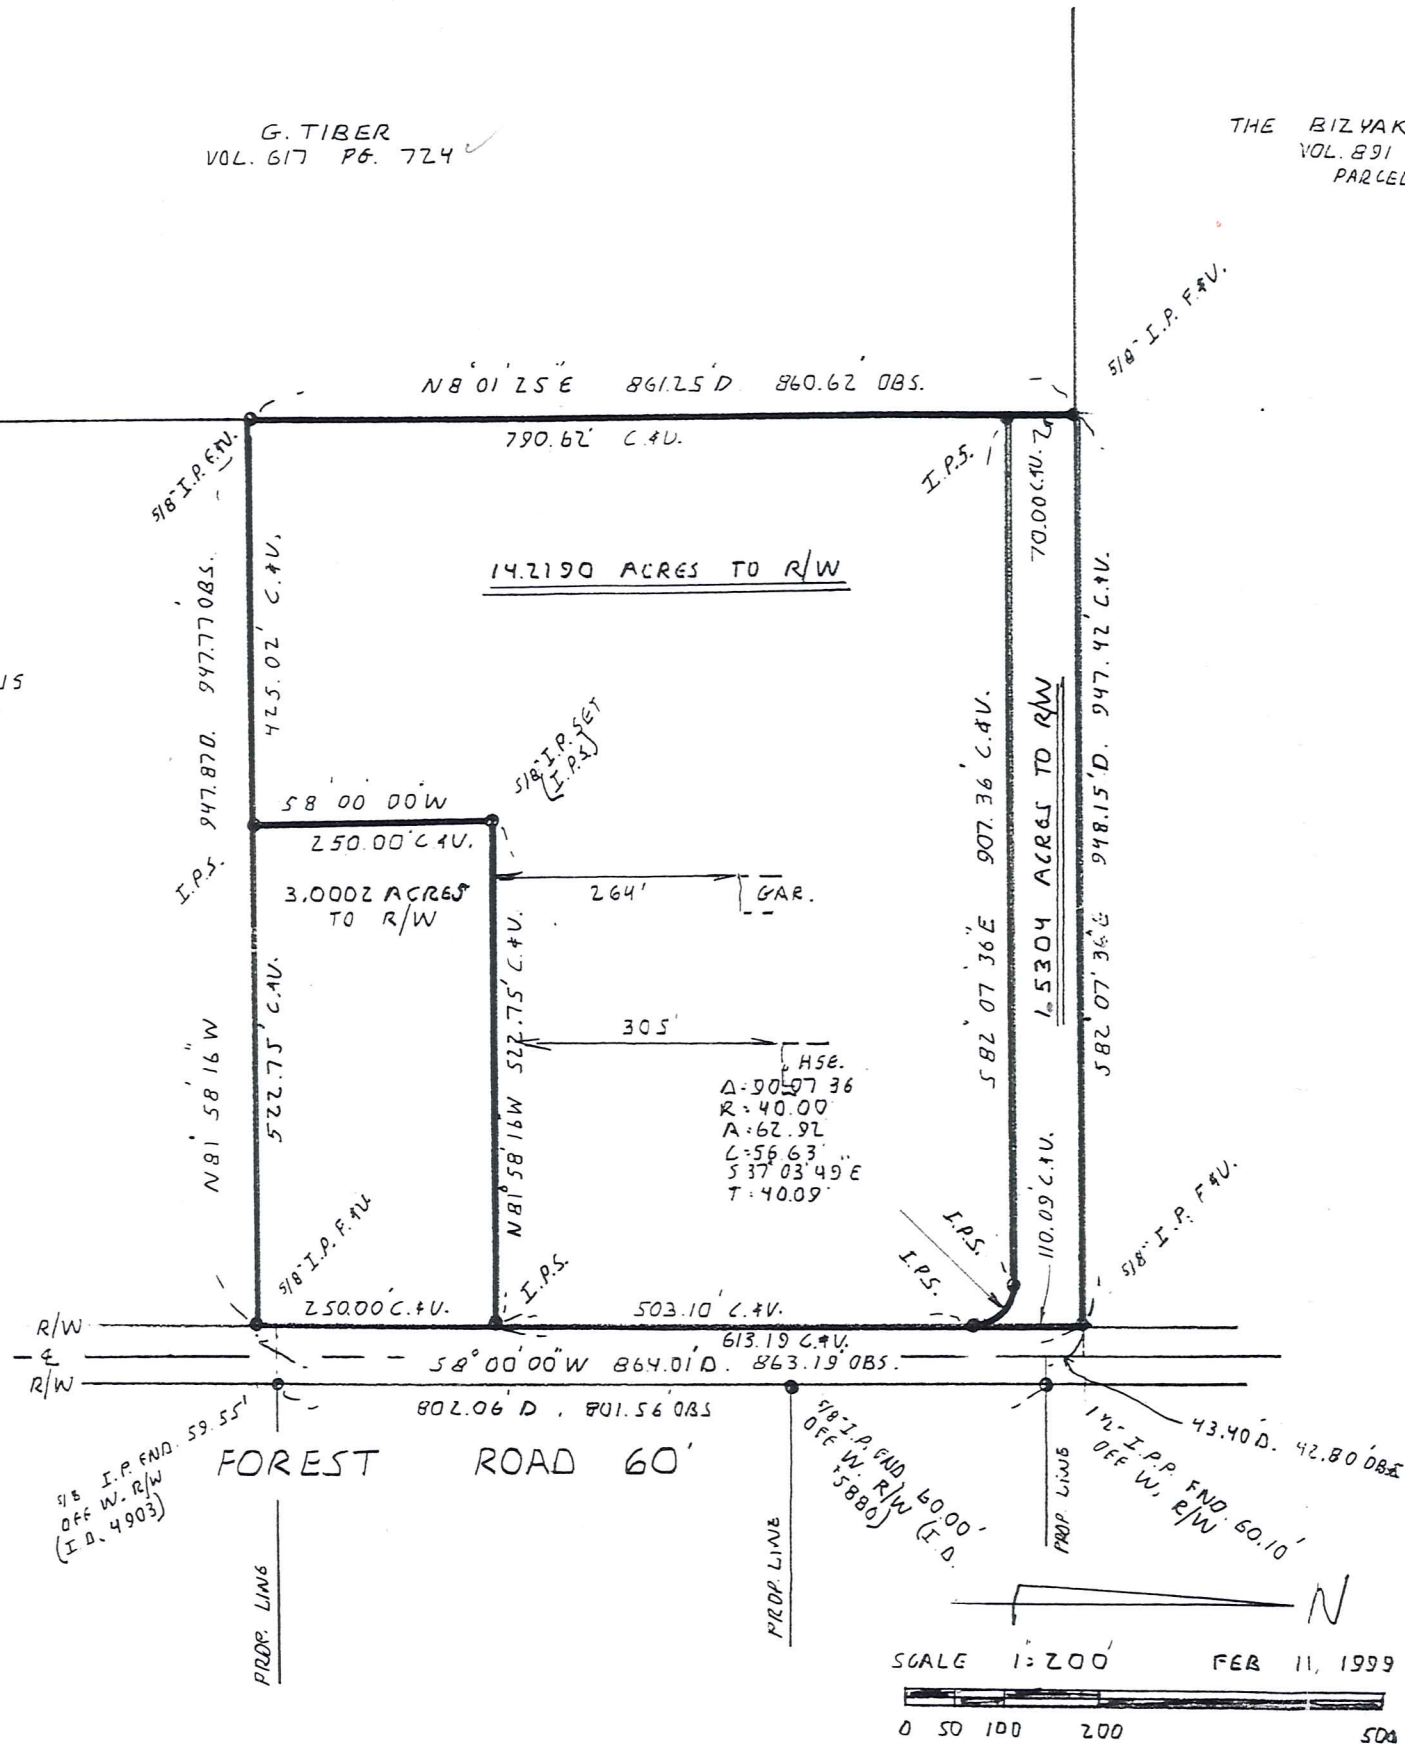 G. TIBER
VOL. 617 PG. 724
THE BIZYAK
VOL. 891
PARCEL
5/8" I.P. F.&V.
N 8° 01' 25" E 861.25' D 860.62' OBS.
790.62' C.&V.
5/8" I.P. F.&V.
I.P.S.
70.00 C.&V.
14.2190 ACRES TO R/W
947.87 D. 947.77 OBS.
425.02' C.&V.
15
5/8" I.P. SET
(I.P.S)
S 8° 00' 00" W
250.00' C.&V.
I.P.S.
3.0002 ACRES
TO R/W
264'
GAR.
907.36' C.&V.
S 82° 07' 36" E
1.5304 ACRES TO R/W
948.15' D. 947.42' C.&V.
S 82° 07' 36" E
N 81° 58' 16" W
522.75' C.&V.
N 81° 58' 16" W 522.75' C.&V.
305'
HSE.
Δ=90 07 36
R=40.00
A=62.92
C=56.63'
S 37° 03' 49" E
T=40.09'
5/8" I.P. F.&V.
I.P.S.
I.P.S.
I.P.S.
110.09' C.&V.
5/8" I.P. F.&V.
250.00' C.&V.
503.10' C.&V.
R/W
613.19 C.&V.
℄
S 8° 00' 00" W 864.01' D. 863.19' OBS.
R/W
802.06' D. 801.56' OBS
5/8 I.P. FND. 59.55'
OFF W. R/W
(I.D. 4903)
FOREST ROAD 60'
5/8" I.P. FND. 60.00'
OFF W. R/W (I.D.
#5886)
1 1/2" I.P.P. FND. 60.10'
OFF W. R/W
43.40 D. 42.80' OBS
PROP. LINE
PROP. LINE
PROP. LINE
N
SCALE 1"=200' FEB 11, 1999
0 50 100 200 500